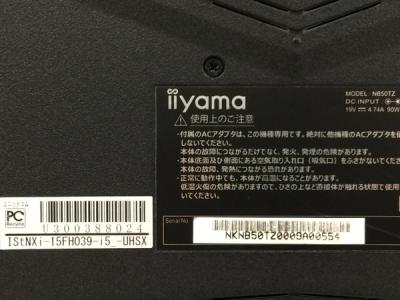 iiyama
MODEL : NB50TZ
DC INPUT :
19V ⎓ 4.74A 90W
⚠ 使用上のご注意
・付属のACアダプタは、この機種専用です。絶対に他機種のACアダプタを使用
しないでください。
本体の故障につながるだけでなく、発火、発煙の危険があります。
・本体底面及び側面にある空気取り入れ口(吸気口)をふさがないでください。
本体の故障、発熱につながる危険があります。
・正常に動作中でも、本体が高温になることがあります。
低温火傷の危険がありますので、ひざの上など直接体が触れる状態で使用
しないでください。
ユニットコム
PC
Recycle
U300388024
IStNXi-15FH039-i5_-UHSX
Serial No
NKNB50TZ0009A00554